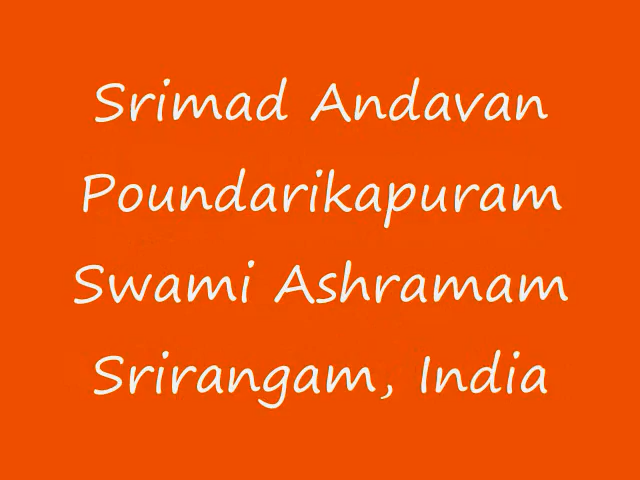 Srimad Andavan
Poundarikapuram
Swami Ashramam
Srirangam, India